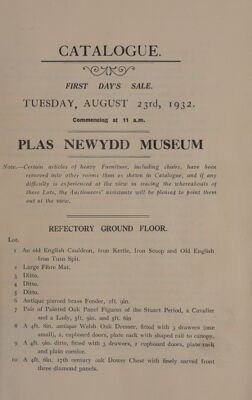 CATALOGUE.
FIRST DAY'S SALE.
TUESDAY, AUGUST 23rd, 1932.
Commencing at 11 a.m.
PLAS NEWYDD MUSEUM
Note.—Certain articles of heavy Furniture, including chairs, have been
removed into other rooms than as shewn in Catalogue, and if any
difficulty is experienced at the view in tracing the whereabouts of
these Lots, the Auctioneers' assistants will be pleased to point them
out at the view.
REFECTORY GROUND FLOOR.
Lot.
1 An old English Cauldron, Iron Kettle, Iron Scoop and Old English
Iron Turn Spit.
2 Large Fibre Mat.
3 Ditto.
4 Ditto.
5 Ditto.
6 Antique pierced brass Fender, 2ft. 9in.
7 Pair of Painted Oak Panel Figures of the Stuart Period, a Cavalier
and a Lady, 3ft. 9in. and 3ft. 6in
8 A 4ft. 8in. antique Welsh Oak Dresser, fitted with 3 drawers (one
small), 2, cupboard doors, plate rack with shaped rail to canopy.
9 A 4ft. 9in. ditto, fitted with 3 drawers, 2 cupboard doors, plate rack
and plain cornice.
10 A 4ft. 6in. 17th century oak Dower Chest with finely carved front
three diamond panels.